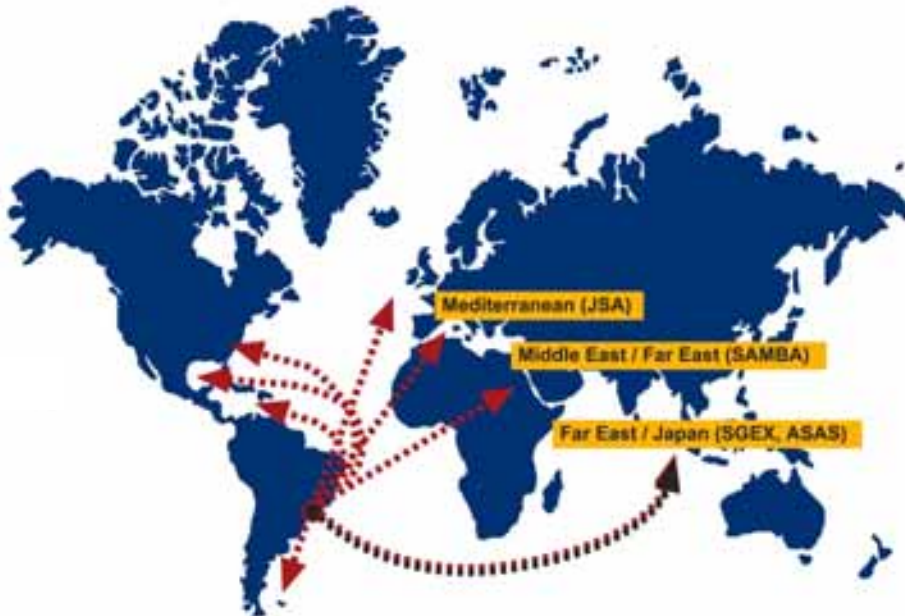 Mediterranean (JSA)
Middle East / Far East (SAMBA)
Far East / Japan (SGEX, ASAS)